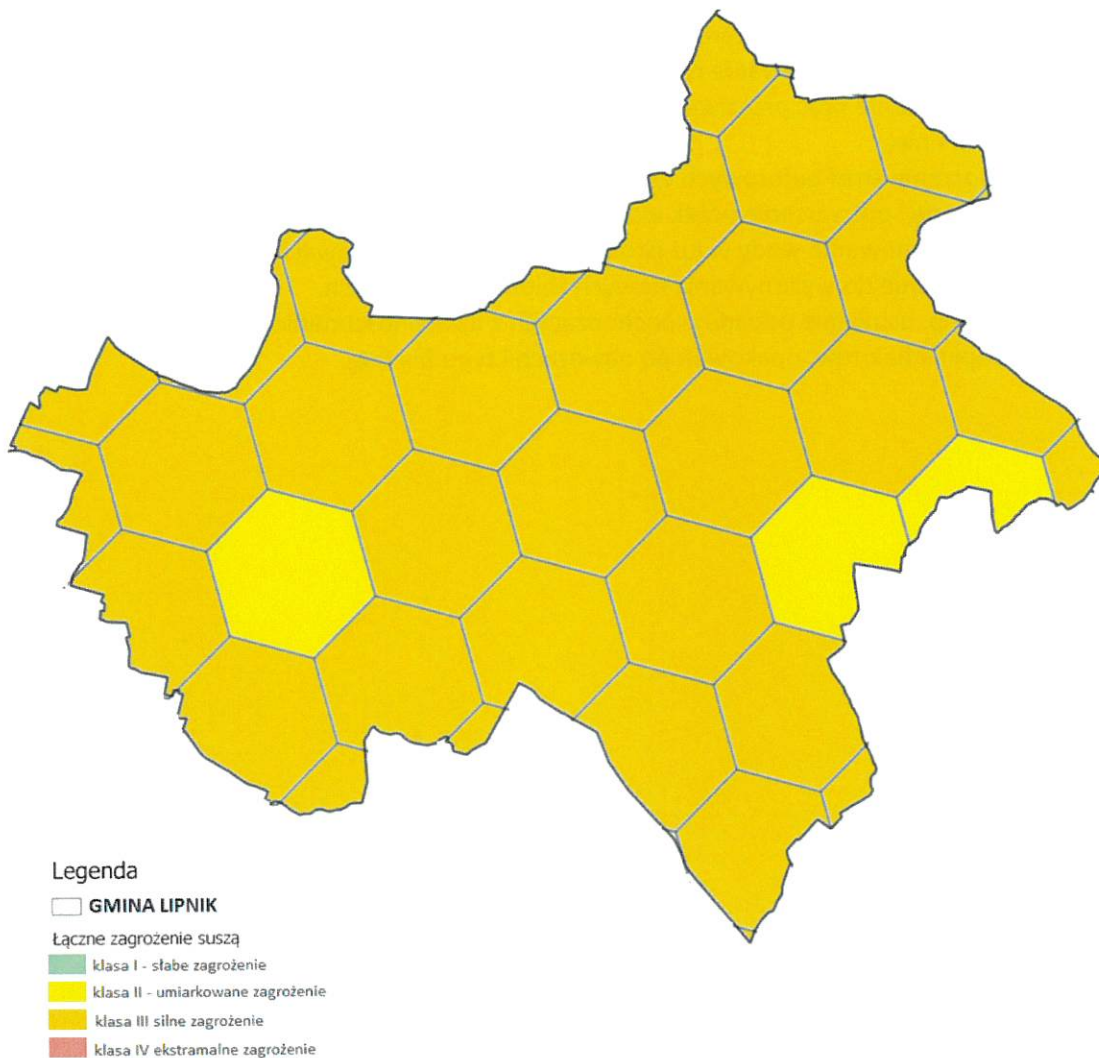 Legenda
GMINA LIPNIK
Łączne zagrożenie suszą
klasa I - słabe zagrożenie
klasa II - umiarkowane zagrożenie
klasa III silne zagrożenie
klasa IV ekstramalne zagrożenie